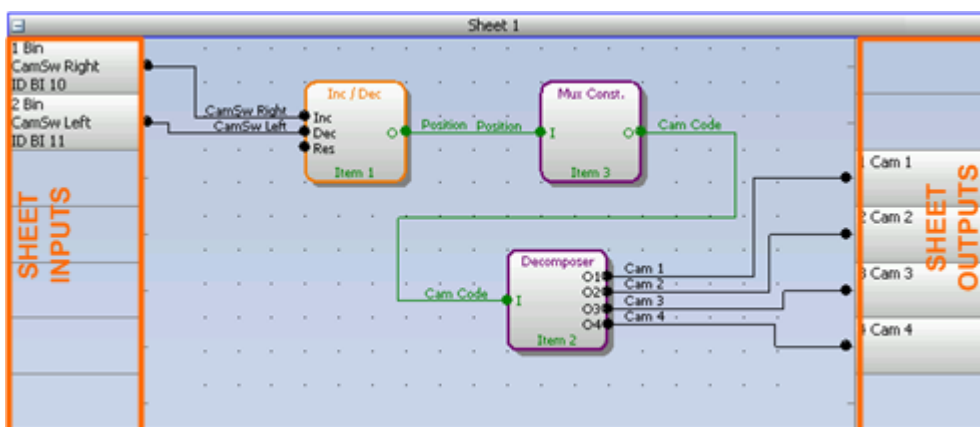 Sheet 1
1 Bin
CamSw Right
ID BI 10
2 Bin
CamSw Left
ID BI 11
SHEET
INPUTS
CamSw Right
CamSw Left
Inc / Dec
Inc
Dec
Res
O
Item 1
Position Position
Mux Const.
I
O
Item 3
Cam Code
Cam Code
Decomposer
I
O1
O2
O3
O4
Item 2
Cam 1
Cam 2
Cam 3
Cam 4
1 Cam 1
2 Cam 2
3 Cam 3
4 Cam 4
SHEET
OUTPUTS